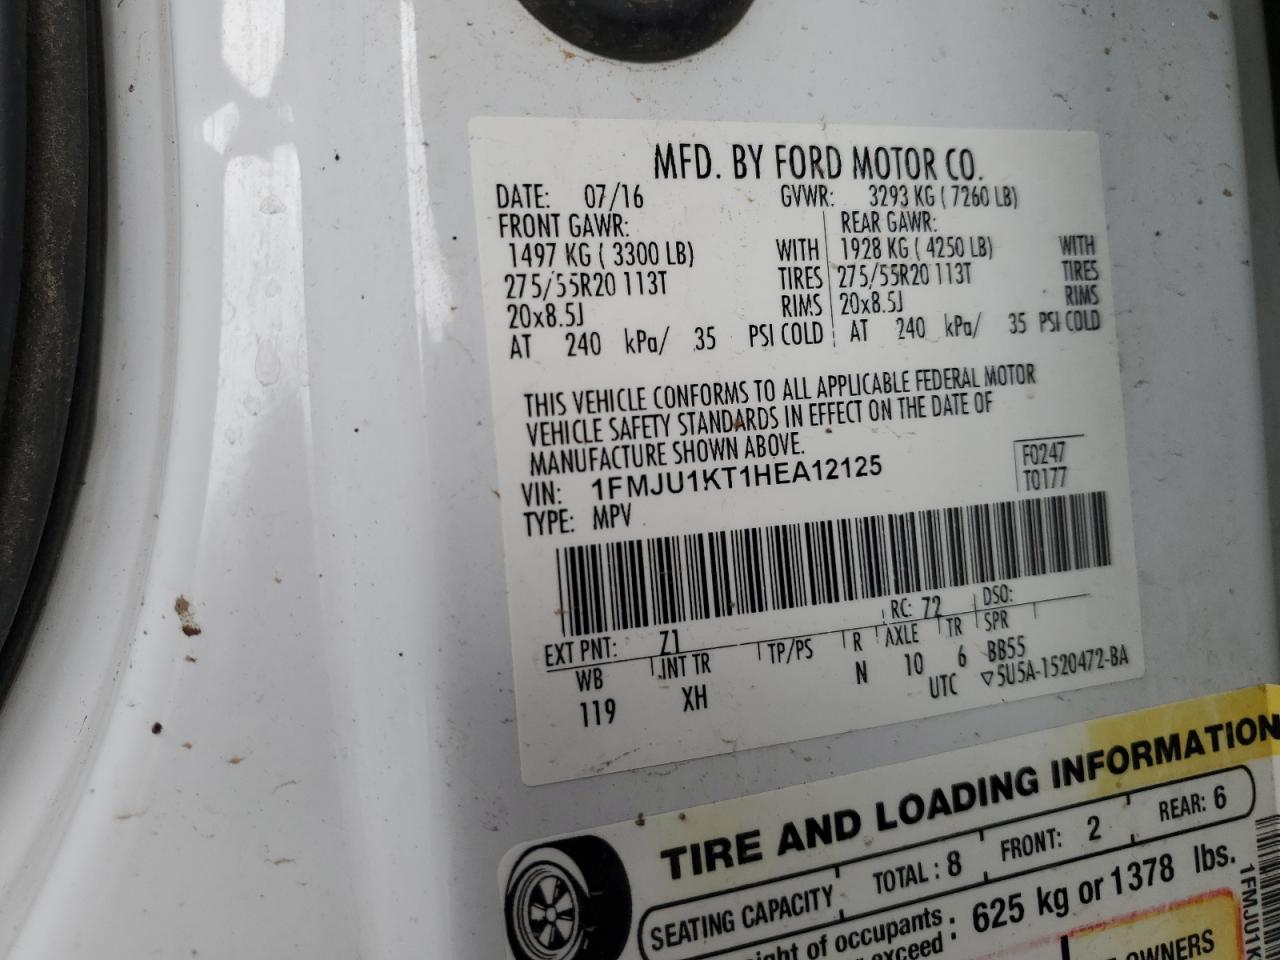 MFD. BY FORD MOTOR CO.
DATE: 07/16 GVWR: 3293 KG ( 7260 LB)
FRONT GAWR: REAR GAWR:
1497 KG ( 3300 LB) WITH 1928 KG ( 4250 LB) WITH
275/55R20 113T TIRES 275/55R20 113T TIRES
20x8.5J RIMS 20x8.5J RIMS
AT 240 kPa/ 35 PSI COLD AT 240 kPa/ 35 PSI COLD
THIS VEHICLE CONFORMS TO ALL APPLICABLE FEDERAL MOTOR
VEHICLE SAFETY STANDARDS IN EFFECT ON THE DATE OF
MANUFACTURE SHOWN ABOVE.
VIN: 1FMJU1KT1HEA12125
F0247
TYPE: MPV
T0177
EXT PNT: Z1 RC: 72 DSO:
WB INT TR TP/PS R AXLE TR SPR
119 XH N 10 6 BB55
UTC ▽5U5A-1520472-BA
TIRE AND LOADING INFORMATION
SEATING CAPACITY TOTAL : 8 FRONT: 2 REAR: 6
of occupants : 625 kg or 1378 lbs.
exceed
OWNERS
1FMJU1K